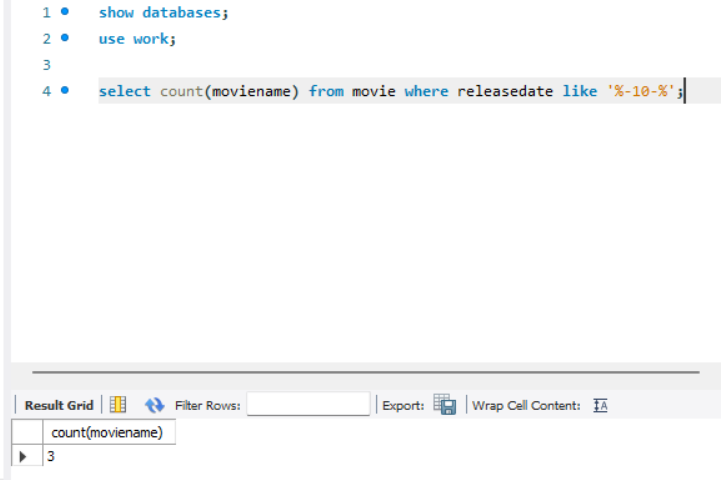 1 show databases;
2 use work;
3
4 select count(moviename) from movie where releasedate like '%-10-%';
Result Grid Filter Rows: Export: Wrap Cell Content: IA
count(moviename)
3